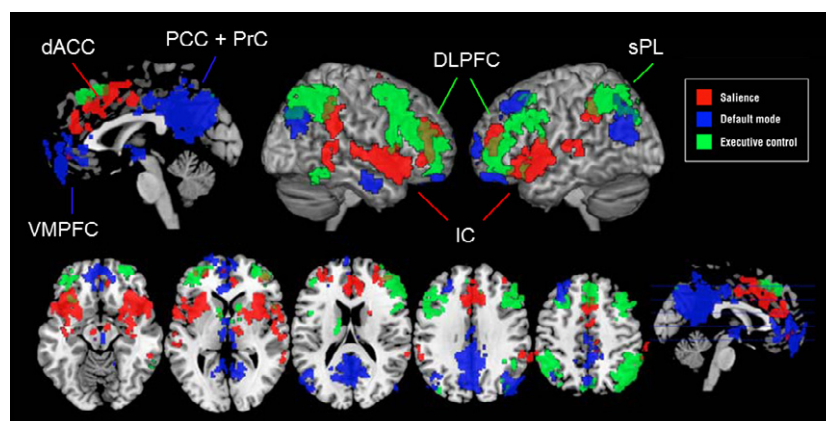 dACC
PCC + PrC
DLPFC
sPL
Salience
Default mode
Executive control
VMPFC
IC